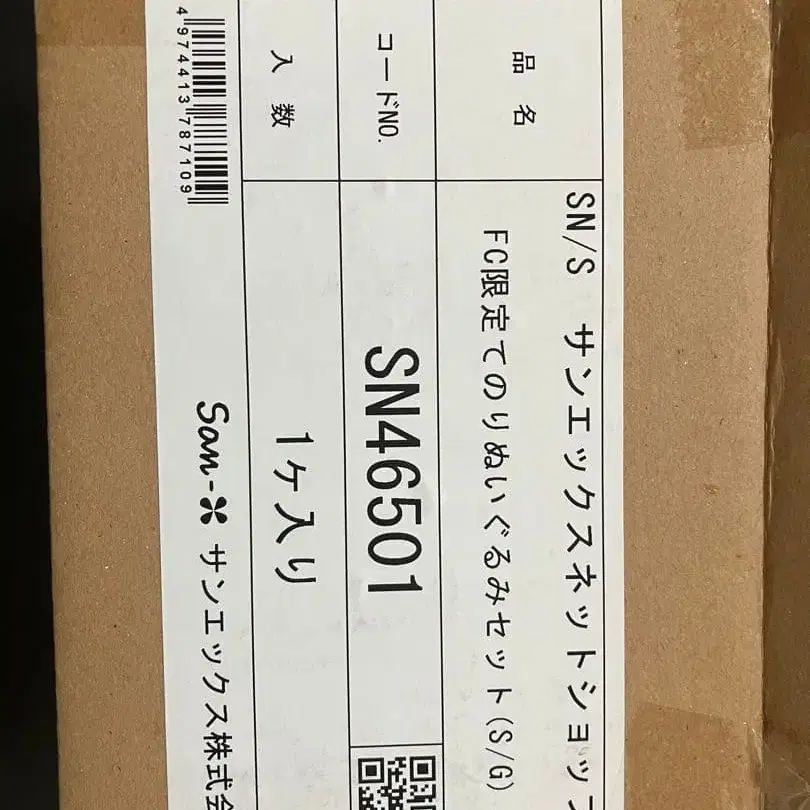 品名
SN/S サンエックスネットショップ
FC限定てのりぬいぐるみセット(S/G)
コードNO.
SN46501
入数
1ケ入り
4974413787109
San-X サンエックス株式会